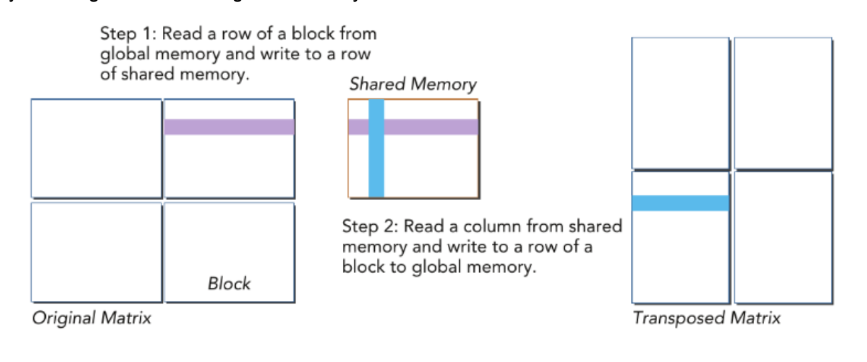 Step 1: Read a row of a block from
global memory and write to a row
of shared memory.
Shared Memory
Step 2: Read a column from shared
memory and write to a row of a
block to global memory.
Block
Original Matrix
Transposed Matrix